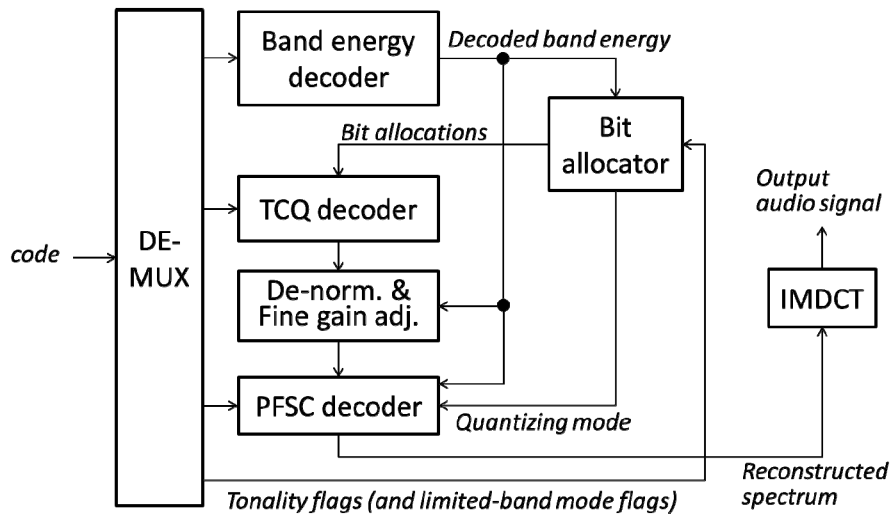 Band energy
decoder
Decoded band energy
Bit allocations
Bit
allocator
TCQ decoder
Output
audio signal
code
DE-
MUX
De-norm. &
Fine gain adj.
IMDCT
PFSC decoder
Quantizing mode
Reconstructed
spectrum
Tonality flags (and limited-band mode flags)